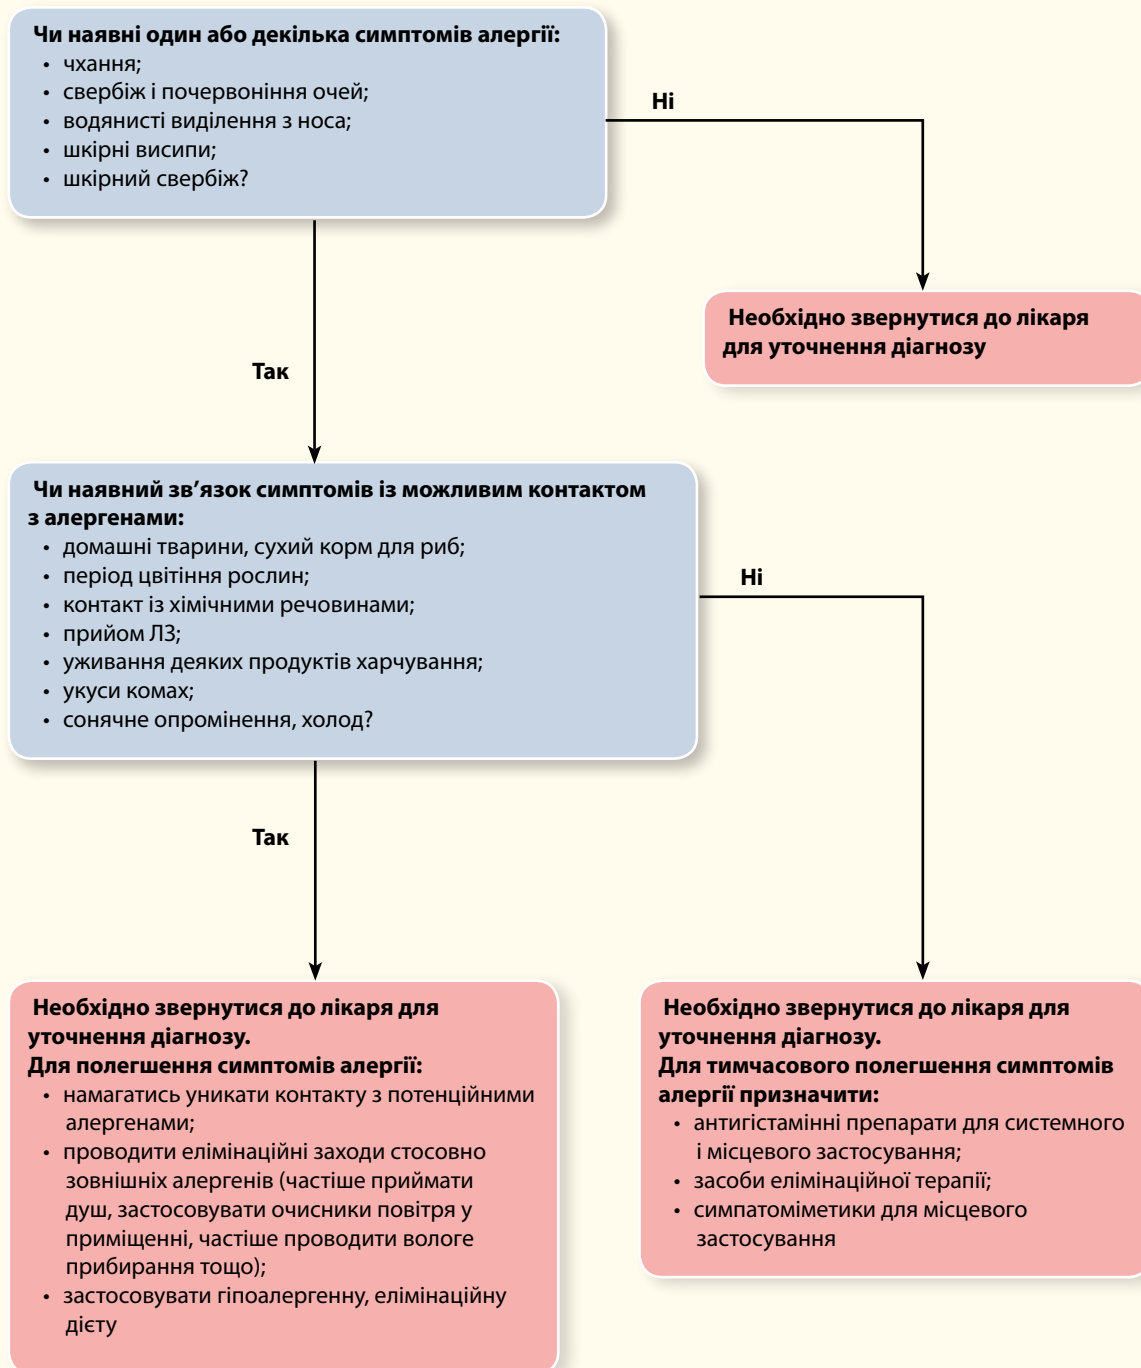 Чи наявні один або декілька симптомів алергії:
• чхання;
• свербіж і почервоніння очей;
• водянисті виділення з носа;
• шкірні висипи;
• шкірний свербіж?
Ні
Необхідно звернутися до лікаря
для уточнення діагнозу
Так
Чи наявний зв’язок симптомів із можливим контактом
з алергенами:
• домашні тварини, сухий корм для риб;
• період цвітіння рослин;
• контакт із хімічними речовинами;
• прийом ЛЗ;
• уживання деяких продуктів харчування;
• укуси комах;
• сонячне опромінення, холод?
Ні
Так
Необхідно звернутися до лікаря для
уточнення діагнозу.
Для полегшення симптомів алергії:
• намагатись уникати контакту з потенційними
алергенами;
• проводити елімінаційні заходи стосовно
зовнішніх алергенів (частіше приймати
душ, застосовувати очисники повітря у
приміщенні, частіше проводити вологе
прибирання тощо);
• застосовувати гіпоалергенну, елімінаційну
дієту
Необхідно звернутися до лікаря для
уточнення діагнозу.
Для тимчасового полегшення симптомів
алергії призначити:
• антигістамінні препарати для системного
і місцевого застосування;
• засоби елімінаційної терапії;
• симпатоміметики для місцевого
застосування